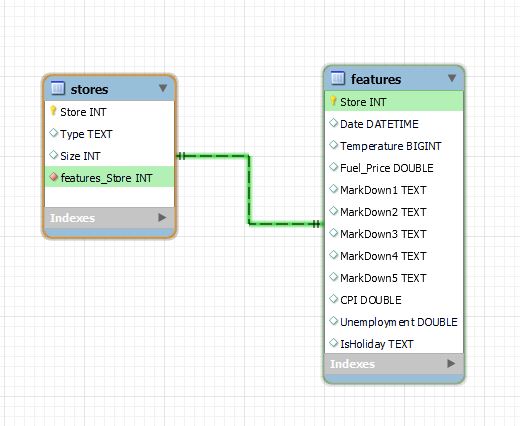 stores
Store INT
Type TEXT
Size INT
features_Store INT
Indexes
features
Store INT
Date DATETIME
Temperature BIGINT
Fuel_Price DOUBLE
MarkDown1 TEXT
MarkDown2 TEXT
MarkDown3 TEXT
MarkDown4 TEXT
MarkDown5 TEXT
CPI DOUBLE
Unemployment DOUBLE
IsHoliday TEXT
Indexes